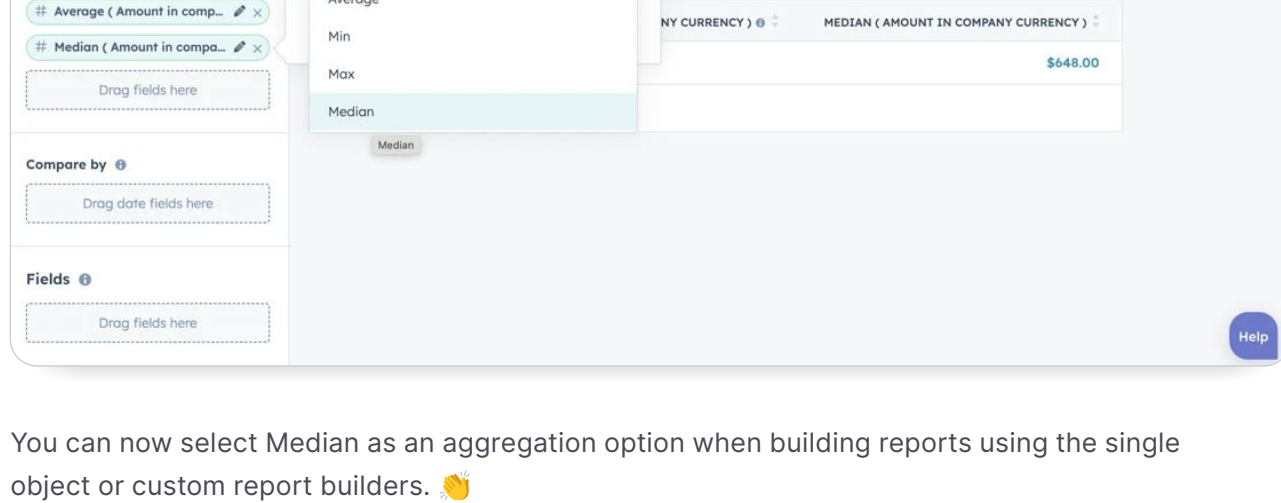 # Average ( Amount in comp...
Average
NY CURRENCY )
MEDIAN ( AMOUNT IN COMPANY CURRENCY )
# Median ( Amount in compa...
Min
$648.00
Drag fields here
Max
Median
Median
Compare by
Drag date fields here
Fields
Drag fields here
Help
You can now select Median as an aggregation option when building reports using the single
object or custom report builders. 👏